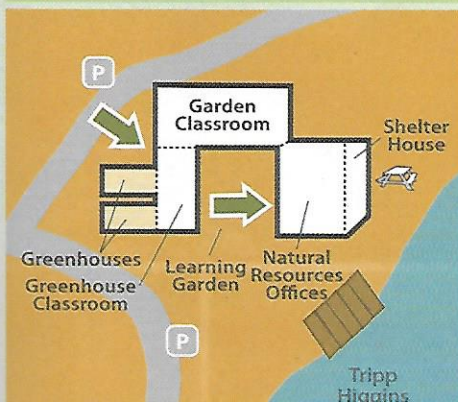 P
Garden
Classroom
Shelter
House
Greenhouses
Greenhouse
Classroom
Learning
Garden
Natural
Resources
Offices
P
Tripp
Higgins